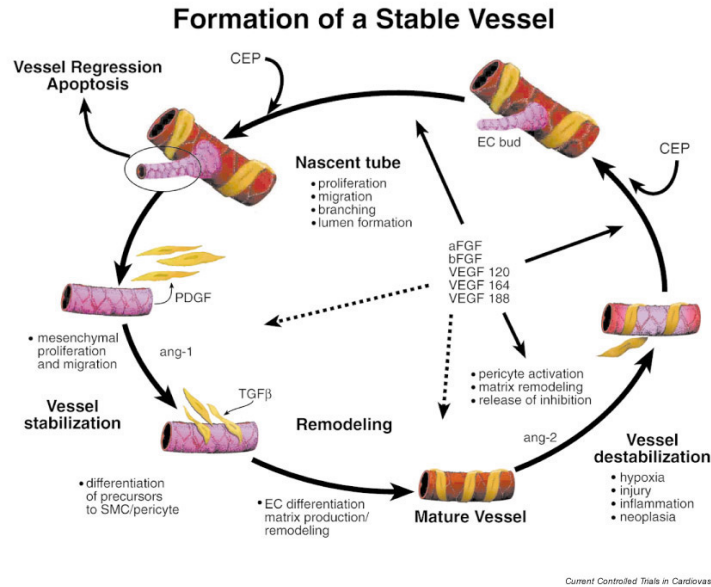 Formation of a Stable Vessel
Vessel Regression
Apoptosis
CEP
EC bud
CEP
Nascent tube
• proliferation
• migration
• branching
• lumen formation
aFGF
bFGF
VEGF 120
VEGF 164
VEGF 188
PDGF
• mesenchymal
proliferation
and migration
ang-1
• pericyte activation
• matrix remodeling
• release of inhibition
TGFβ
Vessel
stabilization
Remodeling
ang-2
Vessel
destabilization
• hypoxia
• injury
• inflammation
• neoplasia
• differentiation
of precursors
to SMC/pericyte
• EC differentiation
matrix production/
remodeling
Mature Vessel
Current Controlled Trials in Cardiovas